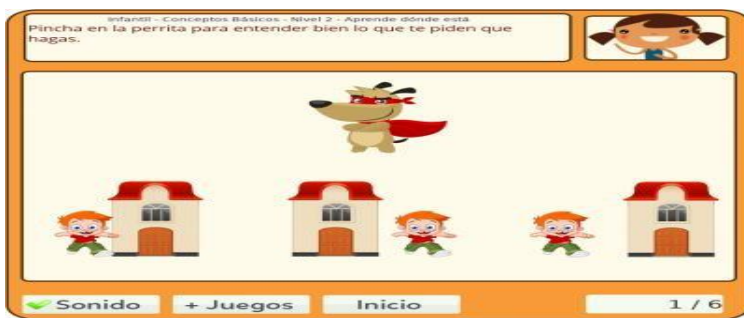 Infantil - Conceptos Básicos - Nivel 2 - Aprende dónde está
Pincha en la perrita para entender bien lo que te piden que
hagas.
Sonido
+ Juegos
Inicio
1 / 6